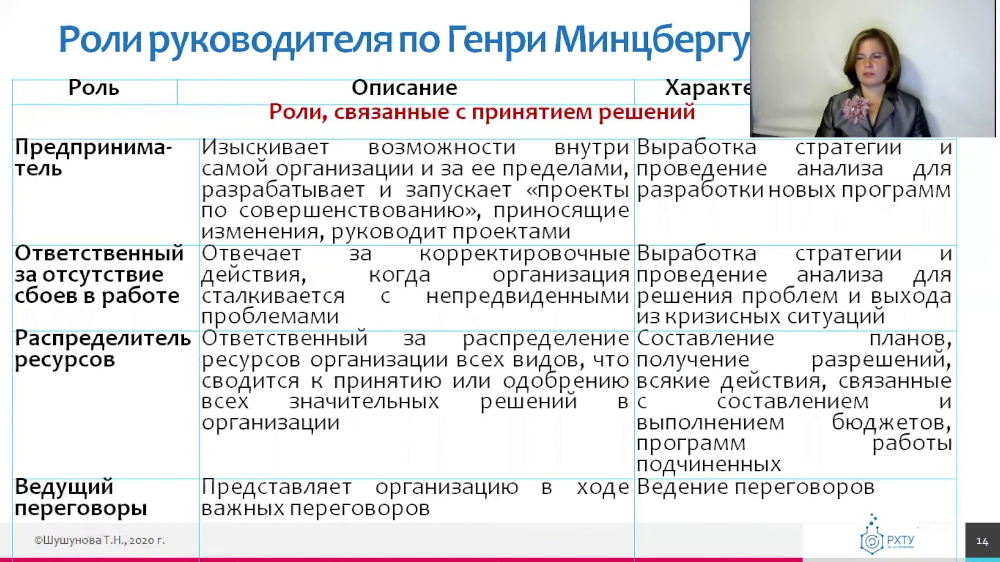 Роли руководителя по Генри Минцбергу
Роль
Описание
Характе
Роли, связанные с принятием решений
Предпринима-
тель
Изыскивает возможности внутри
самой организации и за ее пределами,
разрабатывает и запускает «проекты
по совершенствованию», приносящие
изменения, руководит проектами
Выработка стратегии и
проведение анализа для
разработки новых программ
Ответственный
за отсутствие
сбоев в работе
Отвечает за корректировочные
действия, когда организация
сталкивается с непредвиденными
проблемами
Выработка стратегии и
проведение анализа для
решения проблем и выхода
из кризисных ситуаций
Распределитель
ресурсов
Ответственный за распределение
ресурсов организации всех видов, что
сводится к принятию или одобрению
всех значительных решений в
организации
Составление планов,
получение разрешений,
всякие действия, связанные
с составлением и
выполнением бюджетов,
программ работы
подчиненных
Ведущий
переговоры
Представляет организацию в ходе
важных переговоров
Ведение переговоров
©Шушунова Т.Н., 2020 г.
РХТУ
14